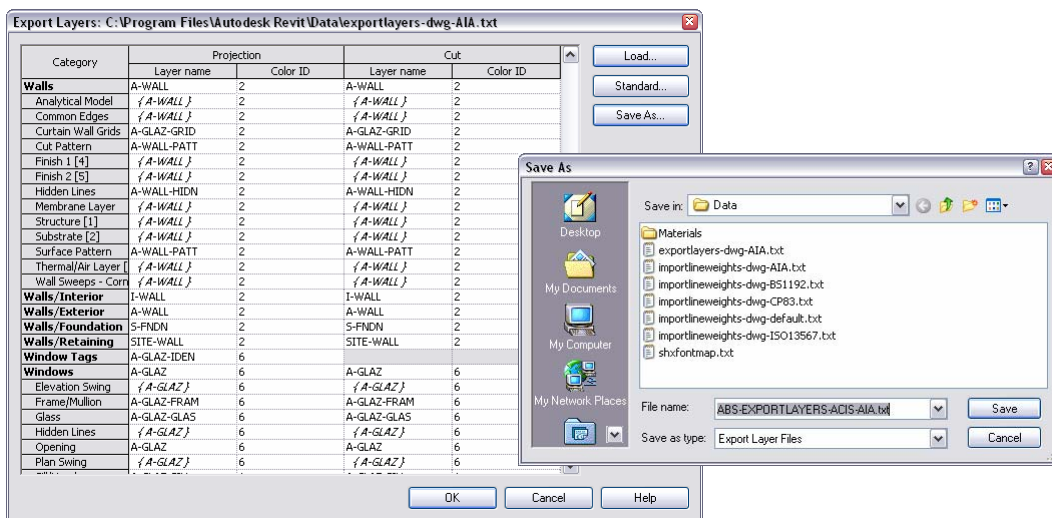 Export Layers: C:\Program Files\Autodesk Revit\Data\exportlayers-dwg-AIA.txt
Category Projection Cut
Layer name Color ID Layer name Color ID
Walls A-WALL 2 A-WALL 2
Analytical Model { A-WALL } 2 { A-WALL } 2
Common Edges { A-WALL } 2 { A-WALL } 2
Curtain Wall Grids A-GLAZ-GRID 2 A-GLAZ-GRID 2
Cut Pattern A-WALL-PATT 2 A-WALL-PATT 2
Finish 1 [4] { A-WALL } 2 { A-WALL } 2
Finish 2 [5] { A-WALL } 2 { A-WALL } 2
Hidden Lines A-WALL-HIDN 2 A-WALL-HIDN 2
Membrane Layer { A-WALL } 2 { A-WALL } 2
Structure [1] { A-WALL } 2 { A-WALL } 2
Substrate [2] { A-WALL } 2 { A-WALL } 2
Surface Pattern A-WALL-PATT 2 A-WALL-PATT 2
Thermal/Air Layer [ { A-WALL } 2 { A-WALL } 2
Wall Sweeps - Corn { A-WALL } 2 { A-WALL } 2
Walls/Interior I-WALL 2 I-WALL 2
Walls/Exterior A-WALL 2 A-WALL 2
Walls/Foundation S-FNDN 2 S-FNDN 2
Walls/Retaining SITE-WALL 2 SITE-WALL 2
Window Tags A-GLAZ-IDEN 6
Windows A-GLAZ 6 A-GLAZ 6
Elevation Swing { A-GLAZ } 6 { A-GLAZ } 6
Frame/Mullion A-GLAZ-FRAM 6 A-GLAZ-FRAM 6
Glass A-GLAZ-GLAS 6 A-GLAZ-GLAS 6
Hidden Lines { A-GLAZ } 6 { A-GLAZ } 6
Opening A-GLAZ 6 A-GLAZ 6
Plan Swing { A-GLAZ } 6 { A-GLAZ } 6
Load...
Standard...
Save As...
OK Cancel Help
Save As
Save in: Data
Desktop
My Documents
My Computer
My Network Places
Materials
exportlayers-dwg-AIA.txt
importlineweights-dwg-AIA.txt
importlineweights-dwg-BS1192.txt
importlineweights-dwg-CP83.txt
importlineweights-dwg-default.txt
importlineweights-dwg-ISO13567.txt
shxfontmap.txt
File name: ABS-EXPORTLAYERS-ACIS-AIA.txt Save
Save as type: Export Layer Files Cancel